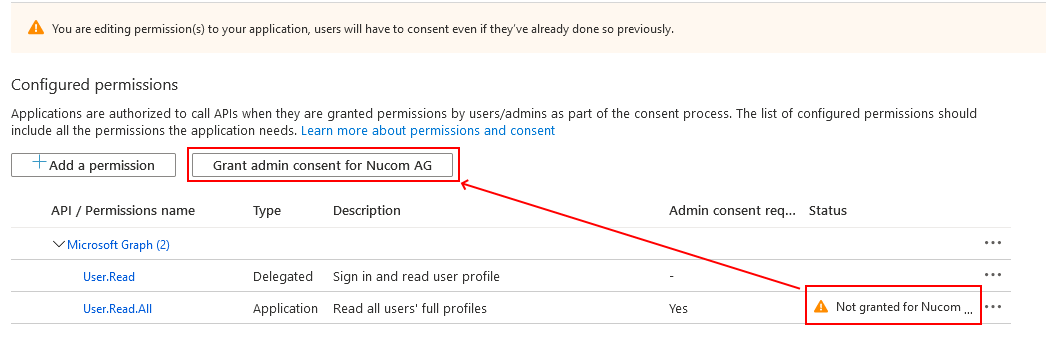 You are editing permission(s) to your application, users will have to consent even if they've already done so previously.
Configured permissions
Applications are authorized to call APIs when they are granted permissions by users/admins as part of the consent process. The list of configured permissions should
include all the permissions the application needs. Learn more about permissions and consent
Add a permission Grant admin consent for Nucom AG
API / Permissions name Type Description Admin consent req... Status
Microsoft Graph (2) ...
User.Read Delegated Sign in and read user profile - ...
User.Read.All Application Read all users' full profiles Yes Not granted for Nucom ... ...